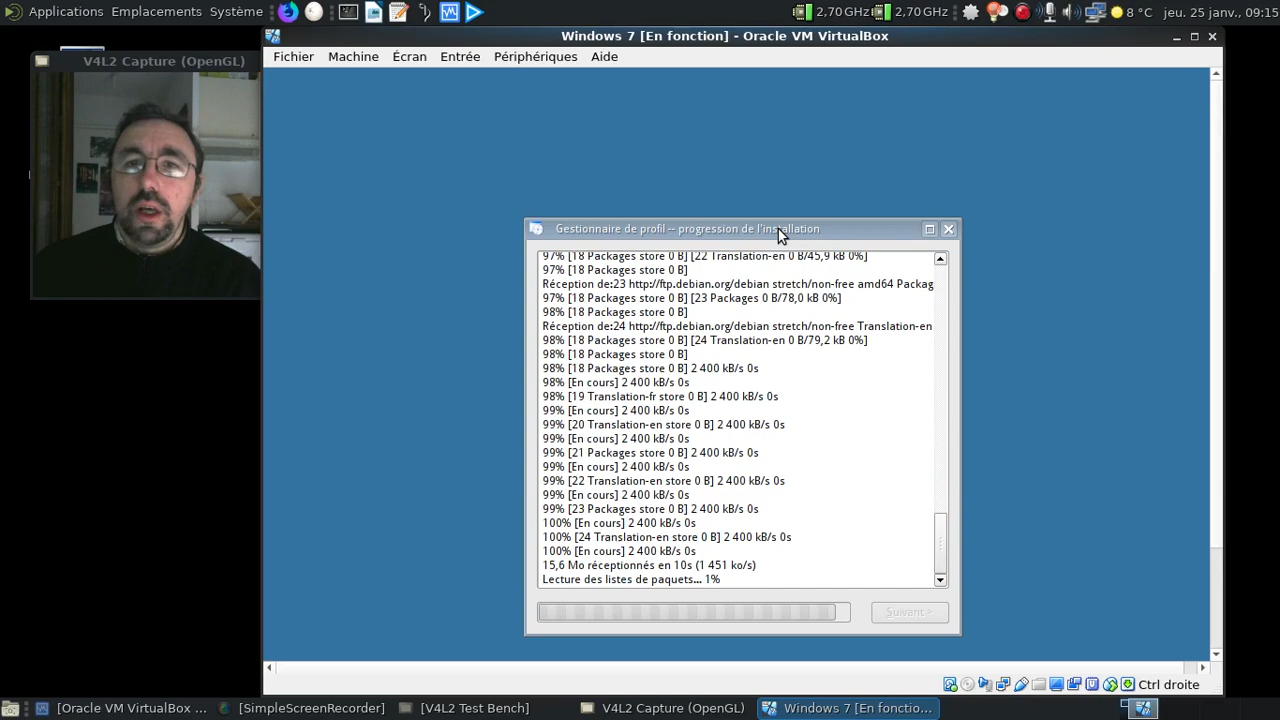 Applications Emplacements Système 2,70 GHz 2,70 GHz 8 °C jeu. 25 janv., 09:15
Windows 7 [En fonction] - Oracle VM VirtualBox
V4L2 Capture (OpenGL)
Fichier Machine Écran Entrée Périphériques Aide
Gestionnaire de profil -- progression de l'installation
97% [18 Packages store 0 B] [22 Translation-en 0 B/45,9 kB 0%]
97% [18 Packages store 0 B]
Réception de:23 http://ftp.debian.org/debian stretch/non-free amd64 Packag
97% [18 Packages store 0 B] [23 Packages 0 B/78,0 kB 0%]
98% [18 Packages store 0 B]
Réception de:24 http://ftp.debian.org/debian stretch/non-free Translation-en
98% [18 Packages store 0 B] [24 Translation-en 0 B/79,2 kB 0%]
98% [18 Packages store 0 B]
98% [18 Packages store 0 B] 2 400 kB/s 0s
98% [En cours] 2 400 kB/s 0s
98% [19 Translation-fr store 0 B] 2 400 kB/s 0s
99% [En cours] 2 400 kB/s 0s
99% [20 Translation-en store 0 B] 2 400 kB/s 0s
99% [En cours] 2 400 kB/s 0s
99% [21 Packages store 0 B] 2 400 kB/s 0s
99% [En cours] 2 400 kB/s 0s
99% [22 Translation-en store 0 B] 2 400 kB/s 0s
99% [En cours] 2 400 kB/s 0s
99% [23 Packages store 0 B] 2 400 kB/s 0s
100% [En cours] 2 400 kB/s 0s
100% [24 Translation-en store 0 B] 2 400 kB/s 0s
100% [En cours] 2 400 kB/s 0s
15,6 Mo réceptionnés en 10s (1 451 ko/s)
Lecture des listes de paquets... 1%
Suivant >
Ctrl droite
[Oracle VM VirtualBox ... [SimpleScreenRecorder] [V4L2 Test Bench] V4L2 Capture (OpenGL) Windows 7 [En fonctio...